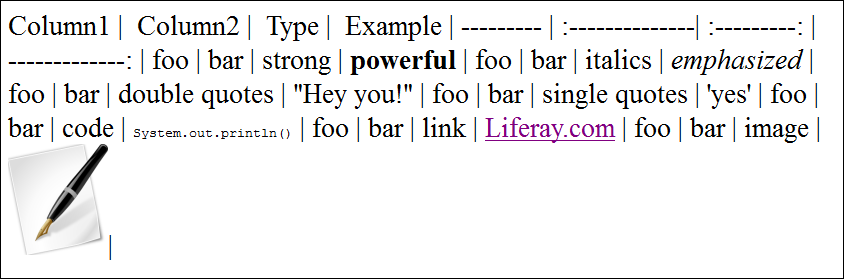 Column1 | Column2 | Type | Example | --------- | :--------------| :---------: |
-------------: | foo | bar | strong | powerful | foo | bar | italics | emphasized |
foo | bar | double quotes | "Hey you!" | foo | bar | single quotes | 'yes' | foo |
bar | code | System.out.println() | foo | bar | link | Liferay.com | foo | bar | image |
|